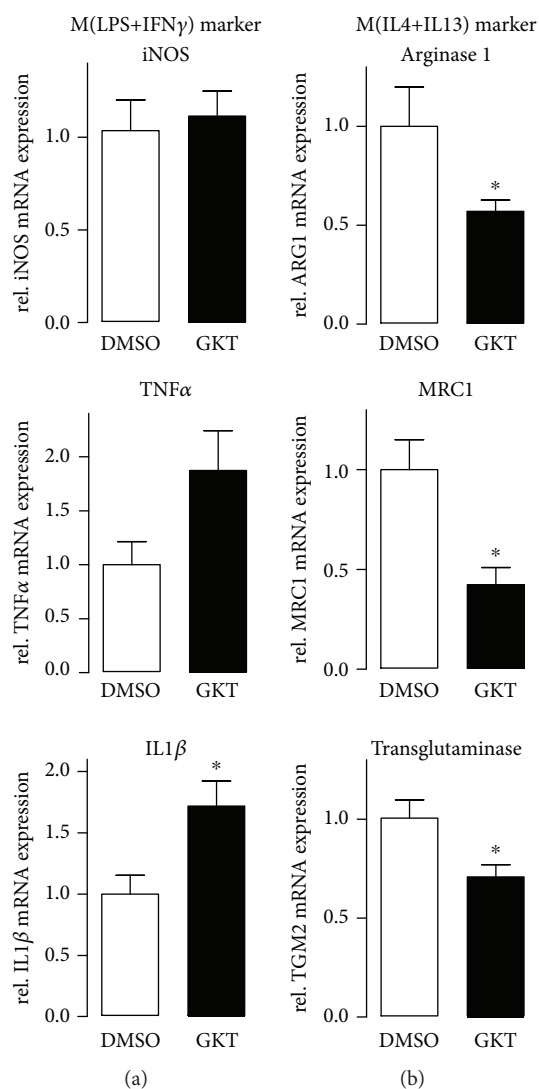 M(LPS+IFNγ) marker
iNOS
rel. iNOS mRNA expression
1.0
0.5
0.0
DMSO
GKT
TNFα
rel. TNFα mRNA expression
2.0
1.5
1.0
0.5
0.0
DMSO
GKT
IL1β
rel. IL1β mRNA expression
2.0
1.5
1.0
0.5
0.0
*
DMSO
GKT
(a)
M(IL4+IL13) marker
Arginase 1
rel. ARG1 mRNA expression
1.0
0.5
0.0
*
DMSO
GKT
MRC1
rel. MRC1 mRNA expression
1.0
0.5
0.0
*
DMSO
GKT
Transglutaminase
rel. TGM2 mRNA expression
1.0
0.5
0.0
*
DMSO
GKT
(b)